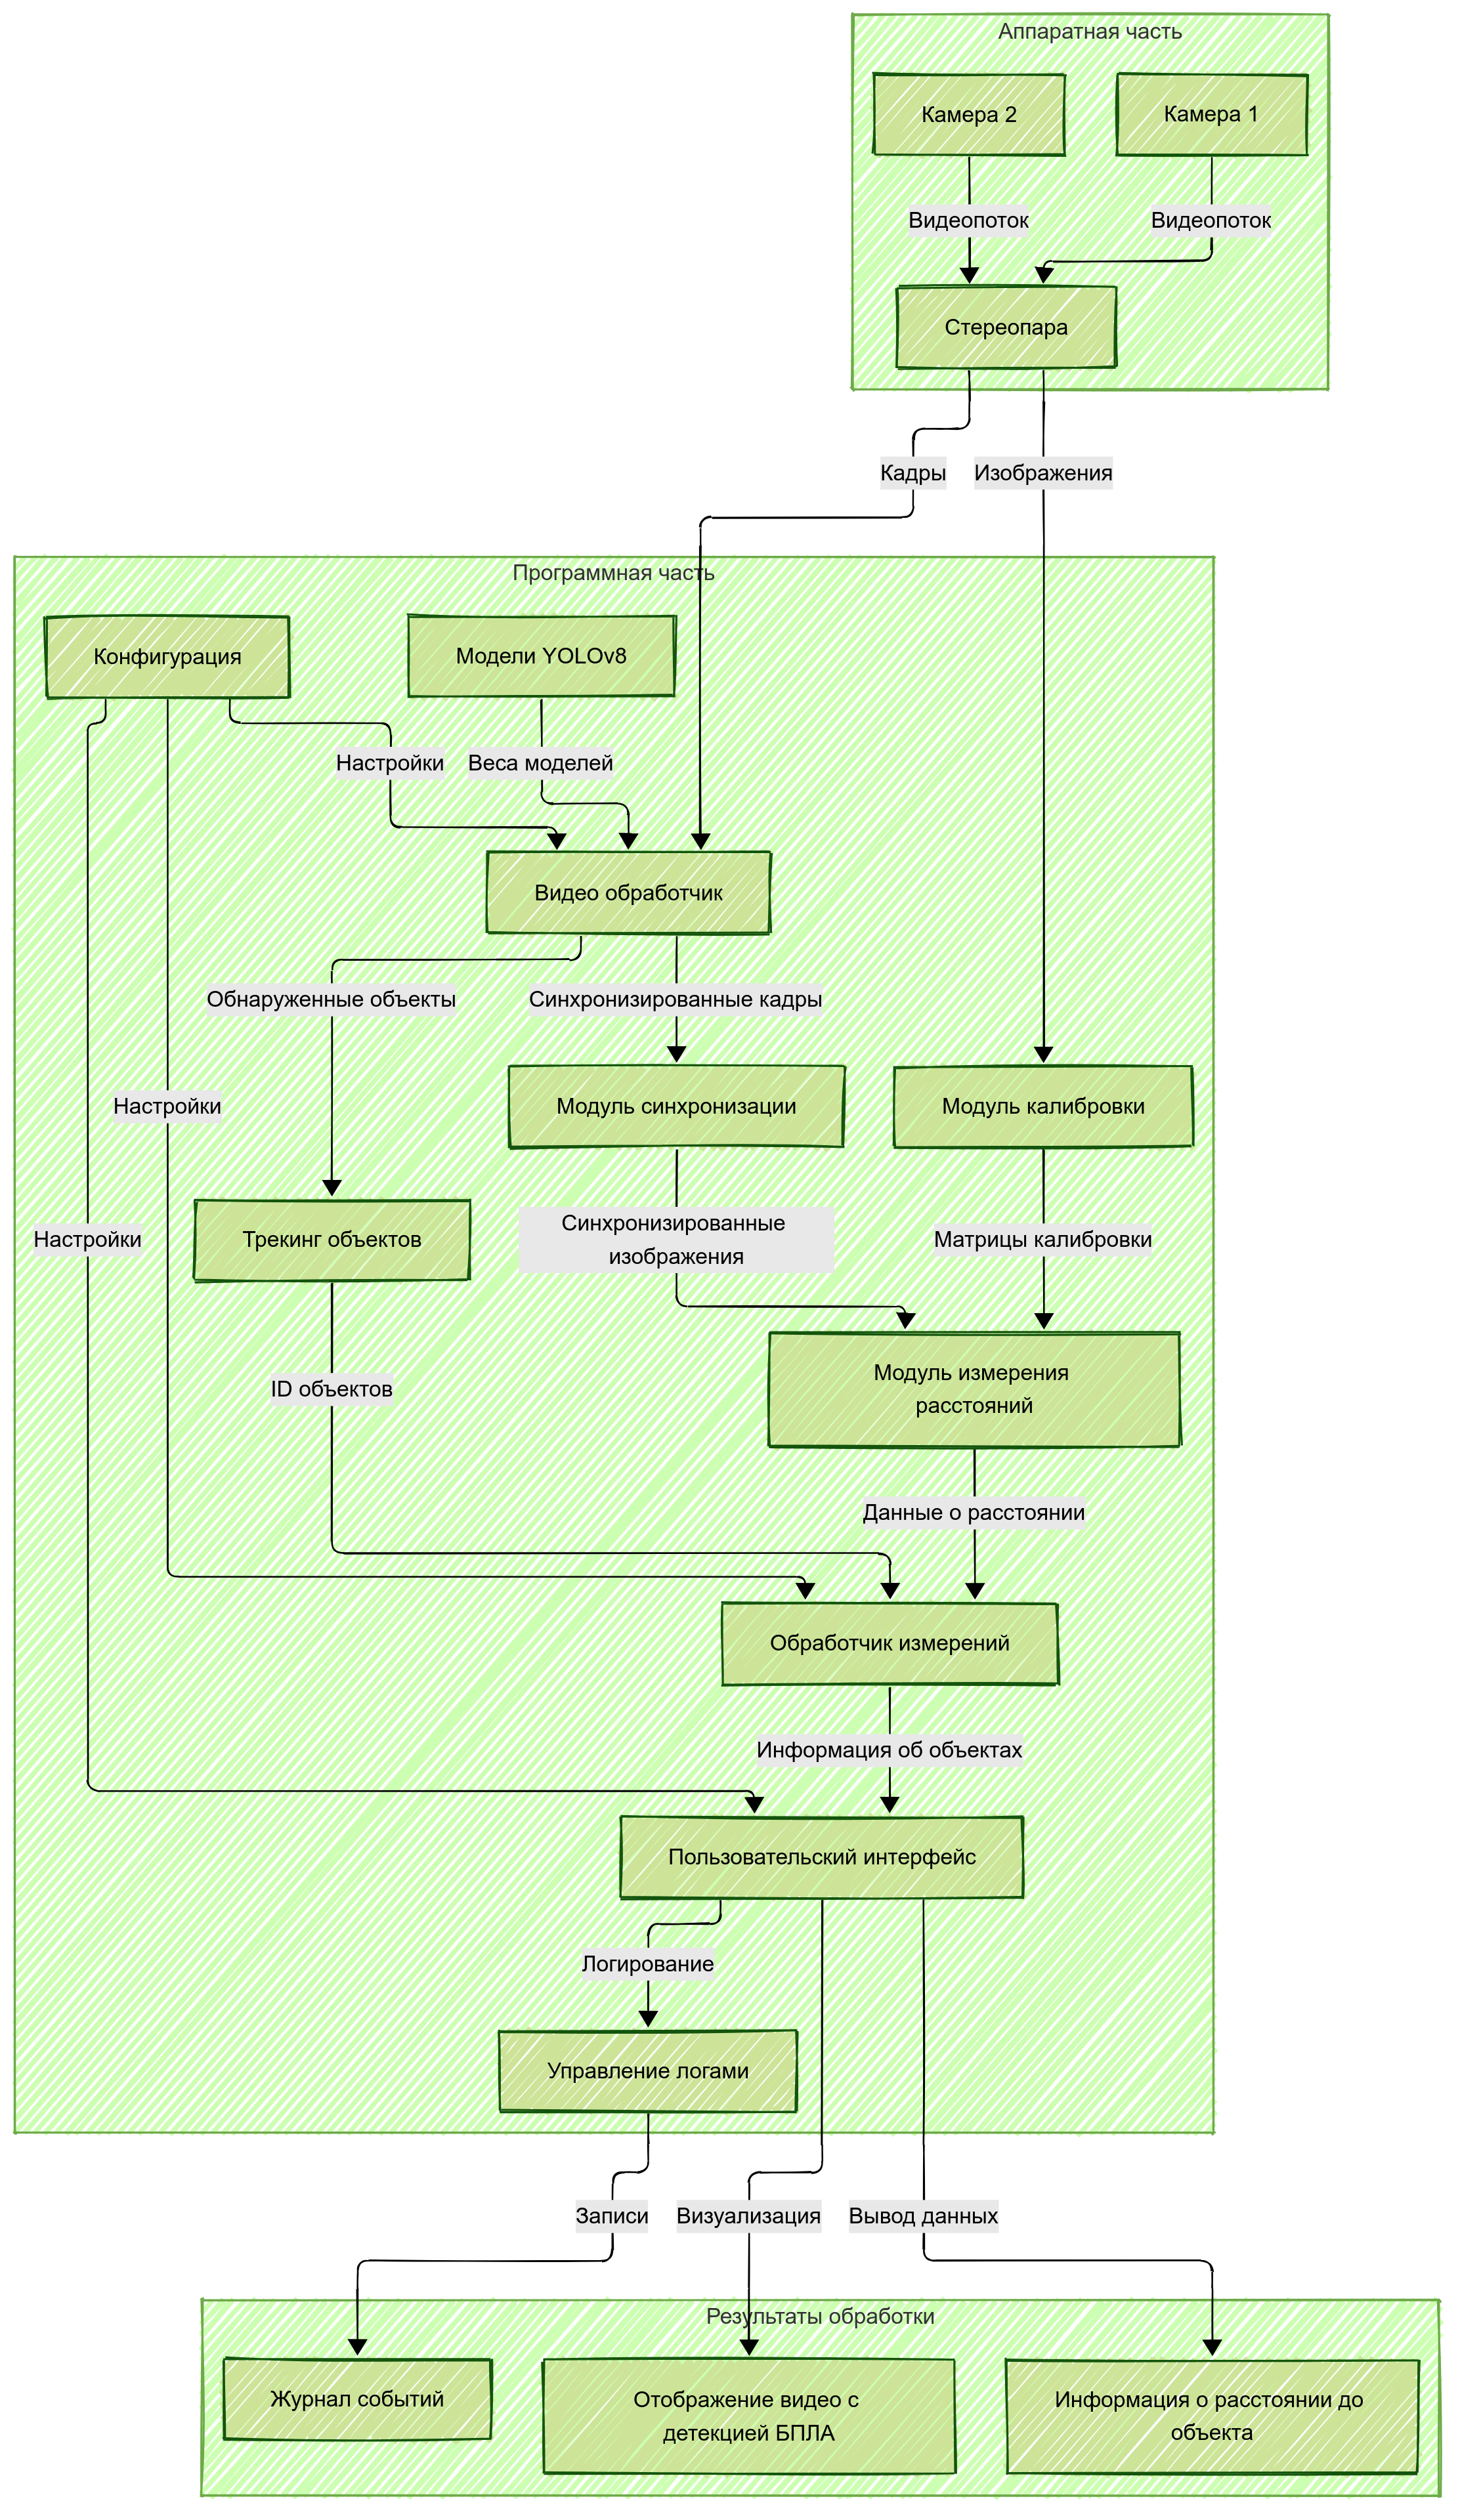 Аппаратная часть
Камера 2
Камера 1
Видеопоток
Видеопоток
Стереопара
Кадры
Изображения
Программная часть
Конфигурация
Модели YOLOv8
Настройки
Веса моделей
Видео обработчик
Обнаруженные объекты
Синхронизированные кадры
Настройки
Модуль синхронизации
Модуль калибровки
Настройки
Трекинг объектов
Синхронизированные
изображения
Матрицы калибровки
ID объектов
Модуль измерения
расстояний
Данные о расстоянии
Обработчик измерений
Информация об объектах
Пользовательский интерфейс
Логирование
Управление логами
Записи
Визуализация
Вывод данных
Результаты обработки
Журнал событий
Отображение видео с
детекцией БПЛА
Информация о расстоянии до
объекта